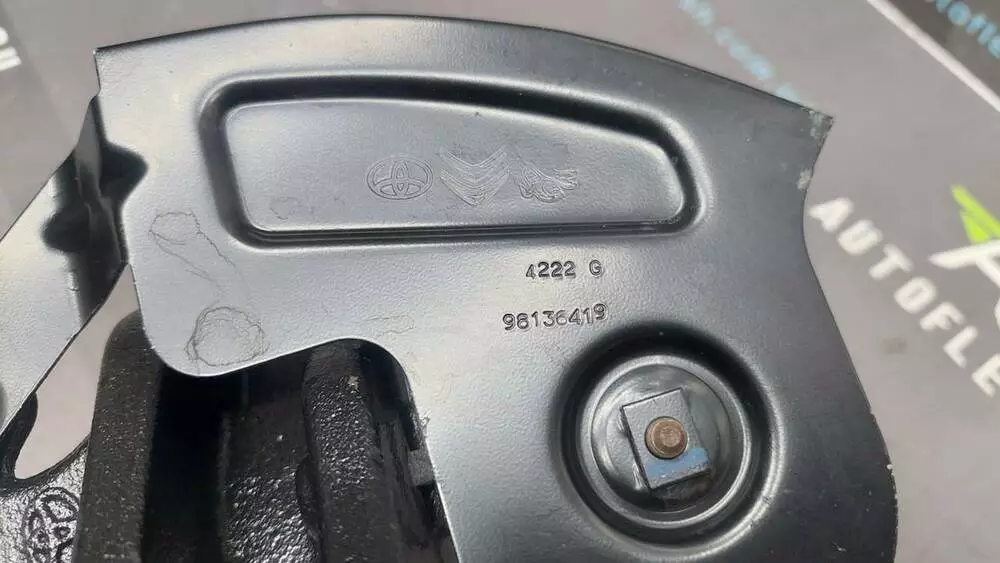 4222 G
98136419
AUTOFLE